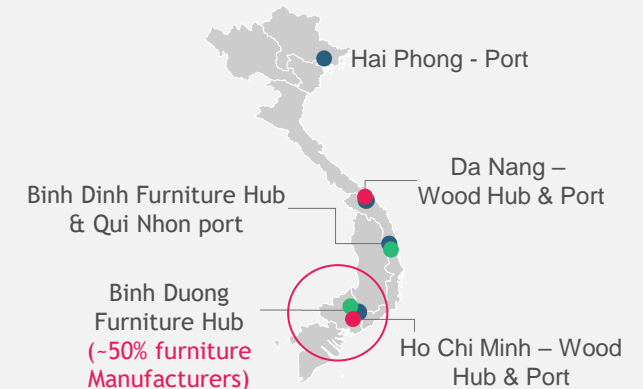 Hai Phong - Port
Da Nang –
Wood Hub & Port
Binh Dinh Furniture Hub
& Qui Nhon port
Binh Duong
Furniture Hub
(~50% furniture
Manufacturers)
Ho Chi Minh – Wood
Hub & Port